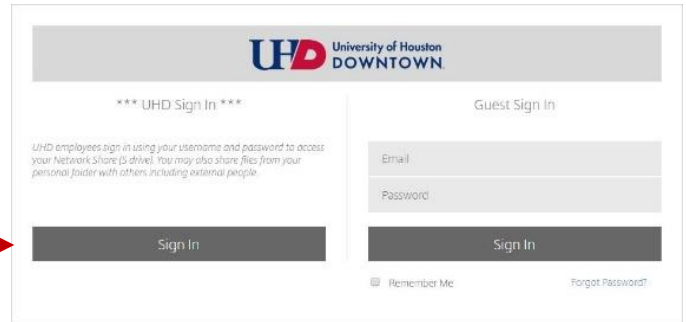 UHD University of Houston
DOWNTOWN
*** UHD Sign In ***
UHD employees sign in using your username and password to access
your Network Share (S drive). You may also share files from your
personal folder with others including external people.
Sign In
Guest Sign In
Email
Password
Sign In
Remember Me
Forgot Password?